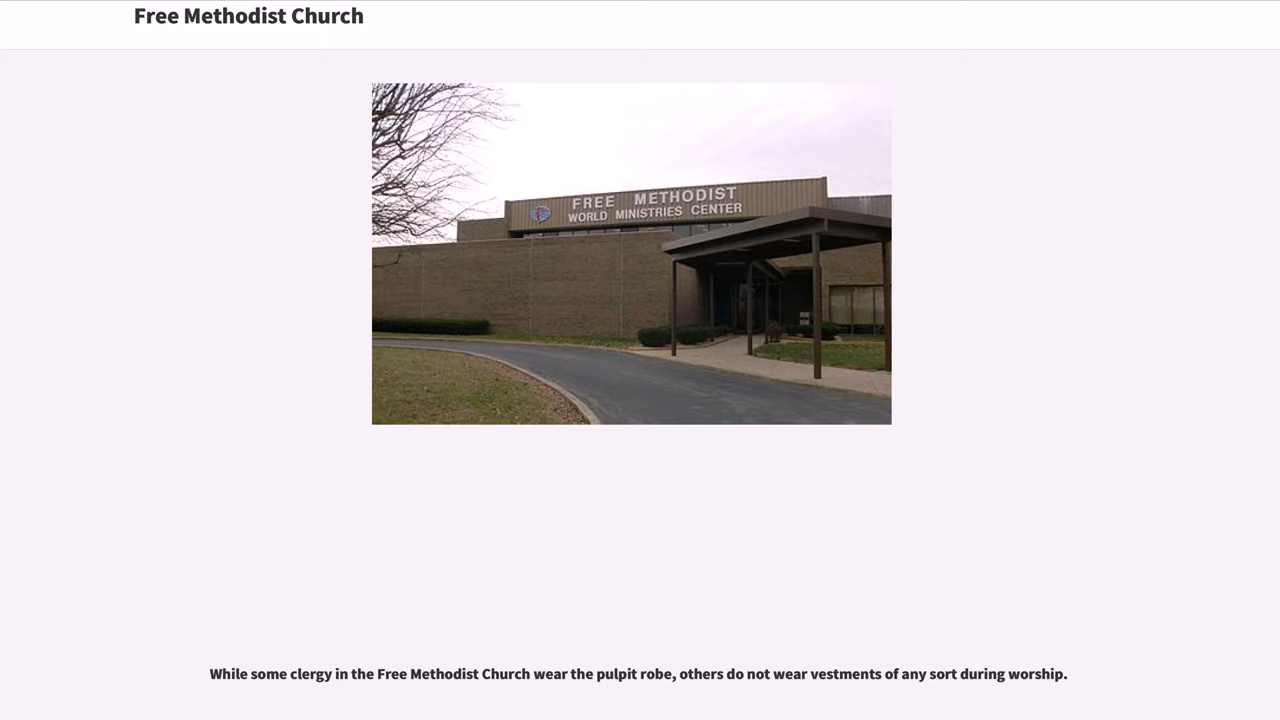 Free Methodist Church
FREE METHODIST
WORLD MINISTRIES CENTER
While some clergy in the Free Methodist Church wear the pulpit robe, others do not wear vestments of any sort during worship.